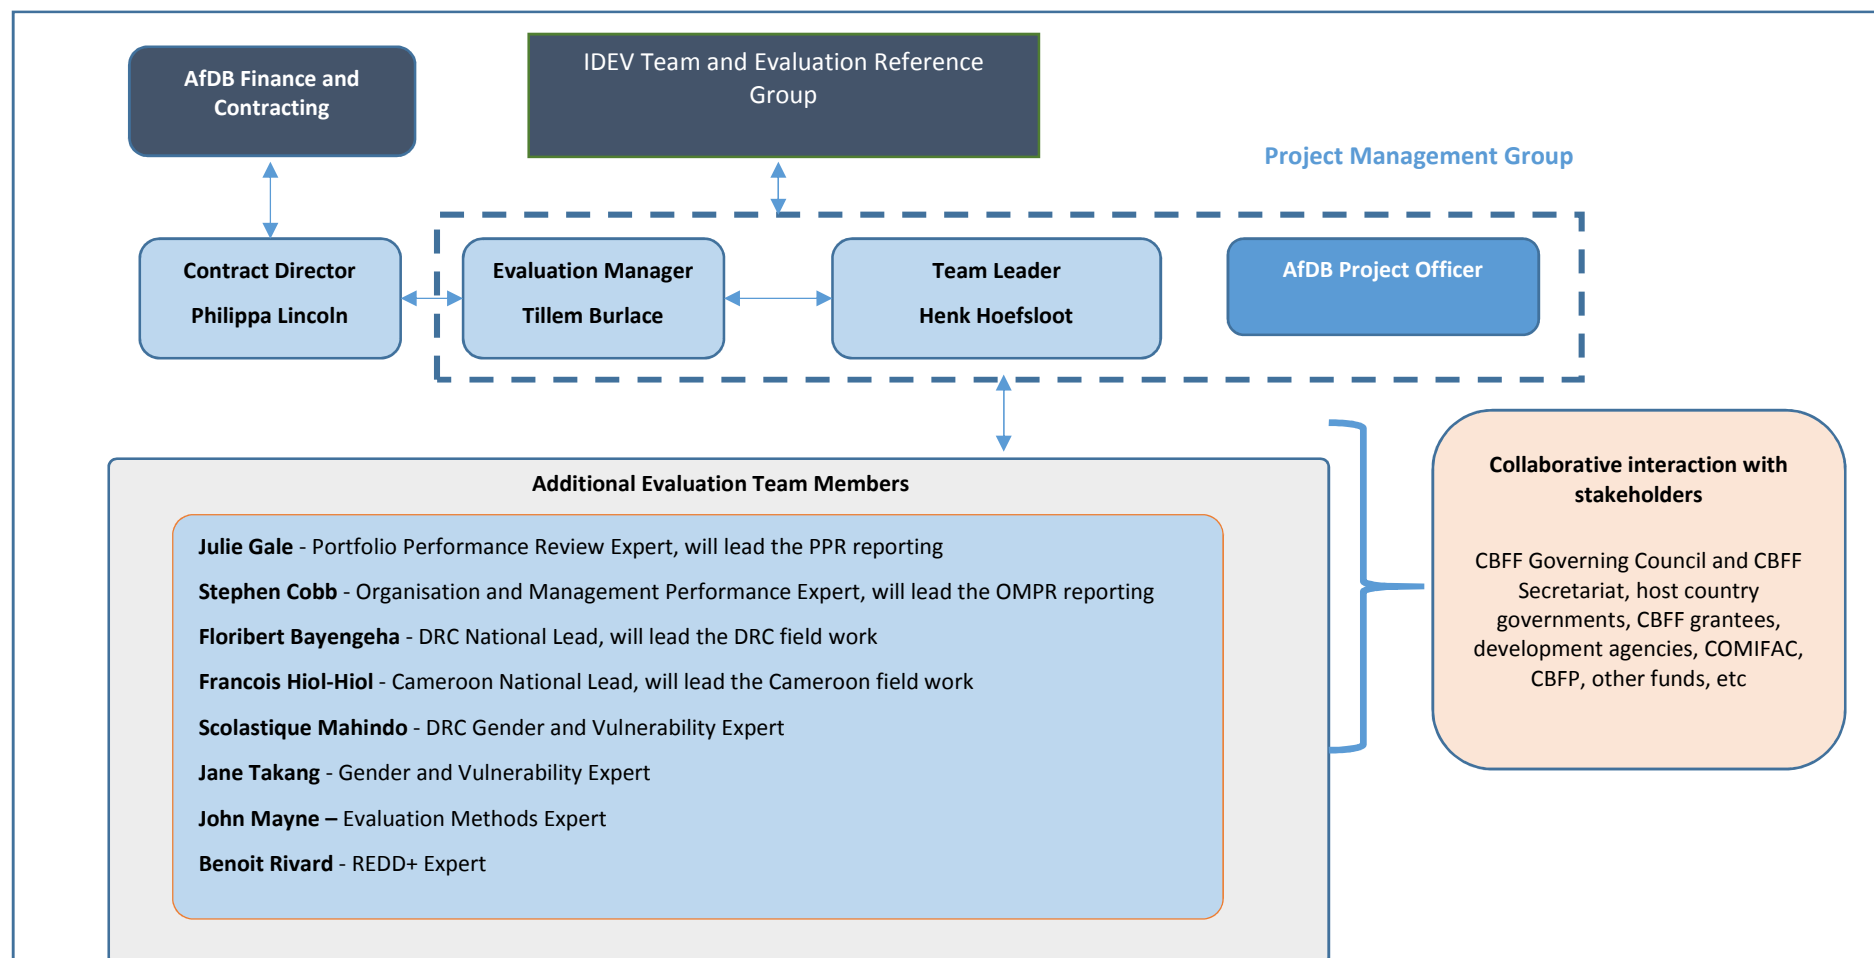 AfDB Finance and
Contracting
IDEV Team and Evaluation Reference
Group
Project Management Group
Contract Director
Philippa Lincoln
Evaluation Manager
Tillem Burlace
Team Leader
Henk Hoefsloot
AfDB Project Officer
Additional Evaluation Team Members
Julie Gale - Portfolio Performance Review Expert, will lead the PPR reporting
Stephen Cobb - Organisation and Management Performance Expert, will lead the OMPR reporting
Floribert Bayengeha - DRC National Lead, will lead the DRC field work
Francois Hiol-Hiol - Cameroon National Lead, will lead the Cameroon field work
Scolastique Mahindo - DRC Gender and Vulnerability Expert
Jane Takang - Gender and Vulnerability Expert
John Mayne – Evaluation Methods Expert
Benoit Rivard - REDD+ Expert
Collaborative interaction with
stakeholders
CBFF Governing Council and CBFF
Secretariat, host country
governments, CBFF grantees,
development agencies, COMIFAC,
CBFP, other funds, etc